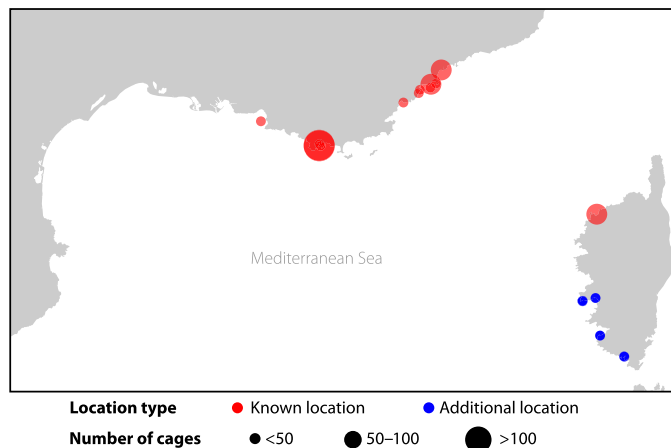 Mediterranean Sea
Location type Known location Additional location
Number of cages <50 50–100 >100